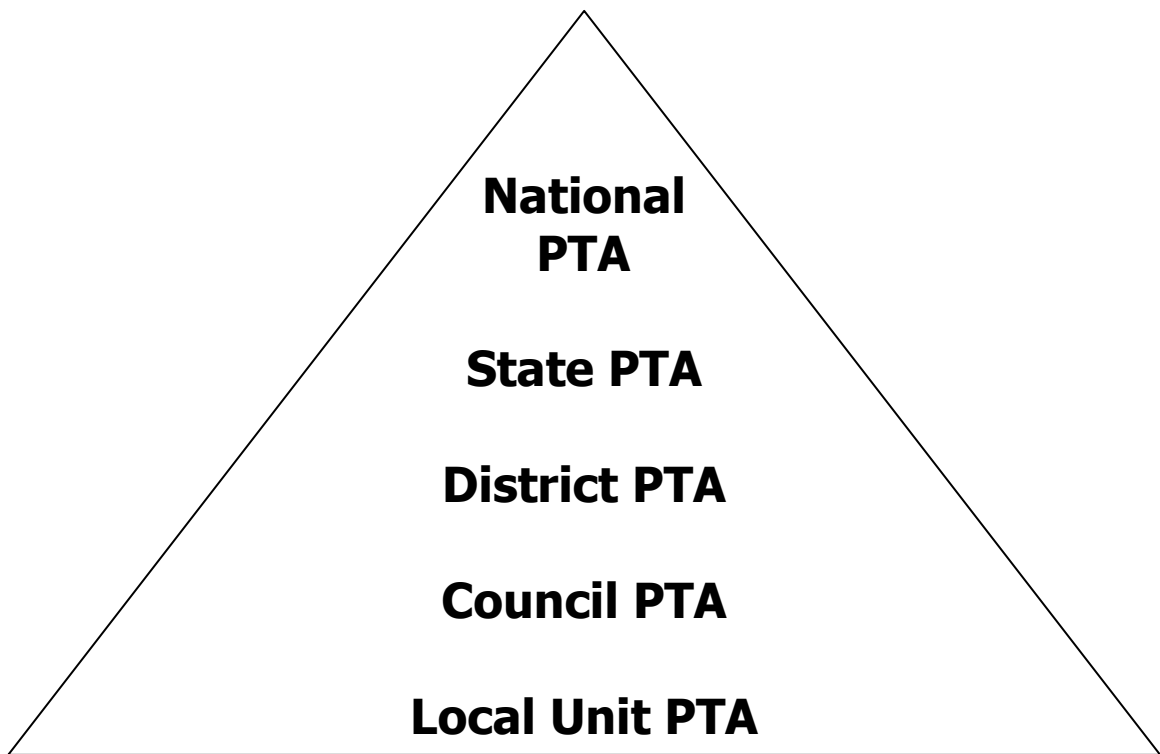 National
PTA
State PTA
District PTA
Council PTA
Local Unit PTA